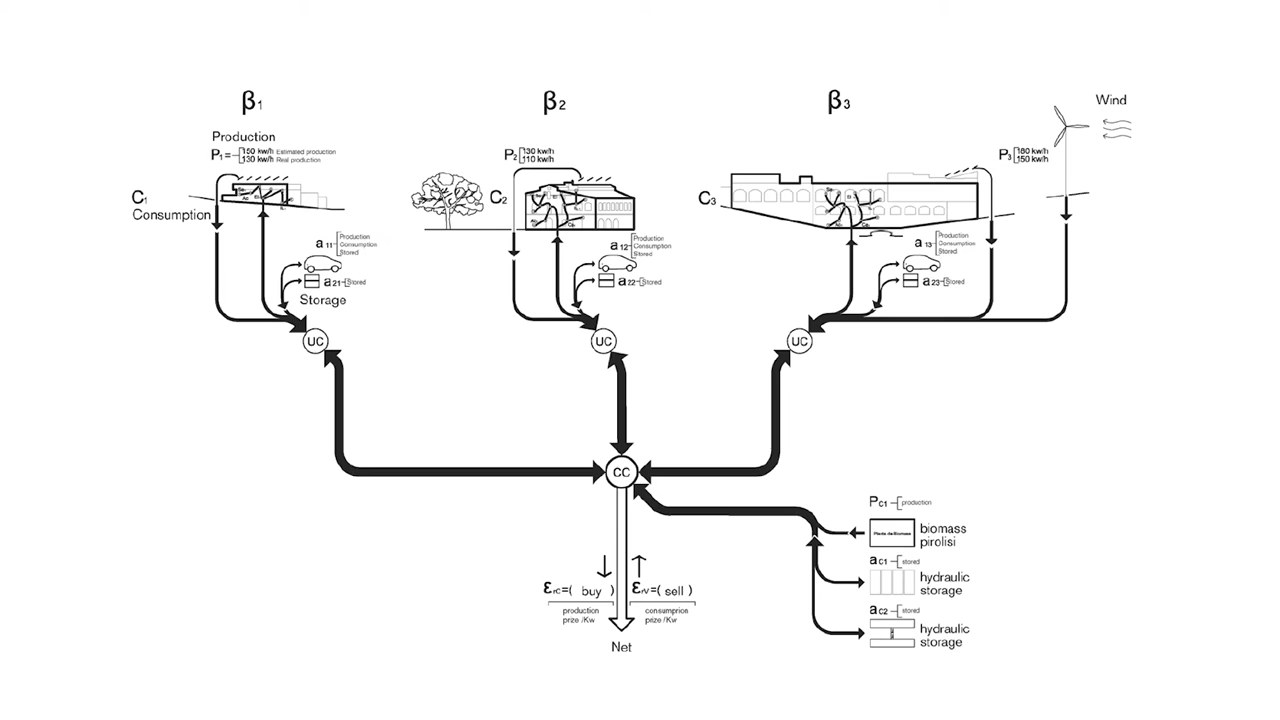 β1
β2
β3
Wind
Production
P1= 150 kw/h Estimated production
130 kw/h Real production
P2 130 kw/h
110 kw/h
P3 180 kw/h
150 kw/h
C1
Consumption
C2
C3
a11 Production
Consumption
Stored
a21 Stored
Storage
a12 Production
Consumption
Stored
a22 Stored
a13 Production
Consumption
Stored
a23 Stored
UC
UC
UC
CC
PC1 production
biomass
pirolisi
aC1 stored
hydraulic
storage
aC2 stored
hydraulic
storage
εrC=( buy )
production
prize /Kw
εrV=( sell )
consumprion
prize /Kw
Net